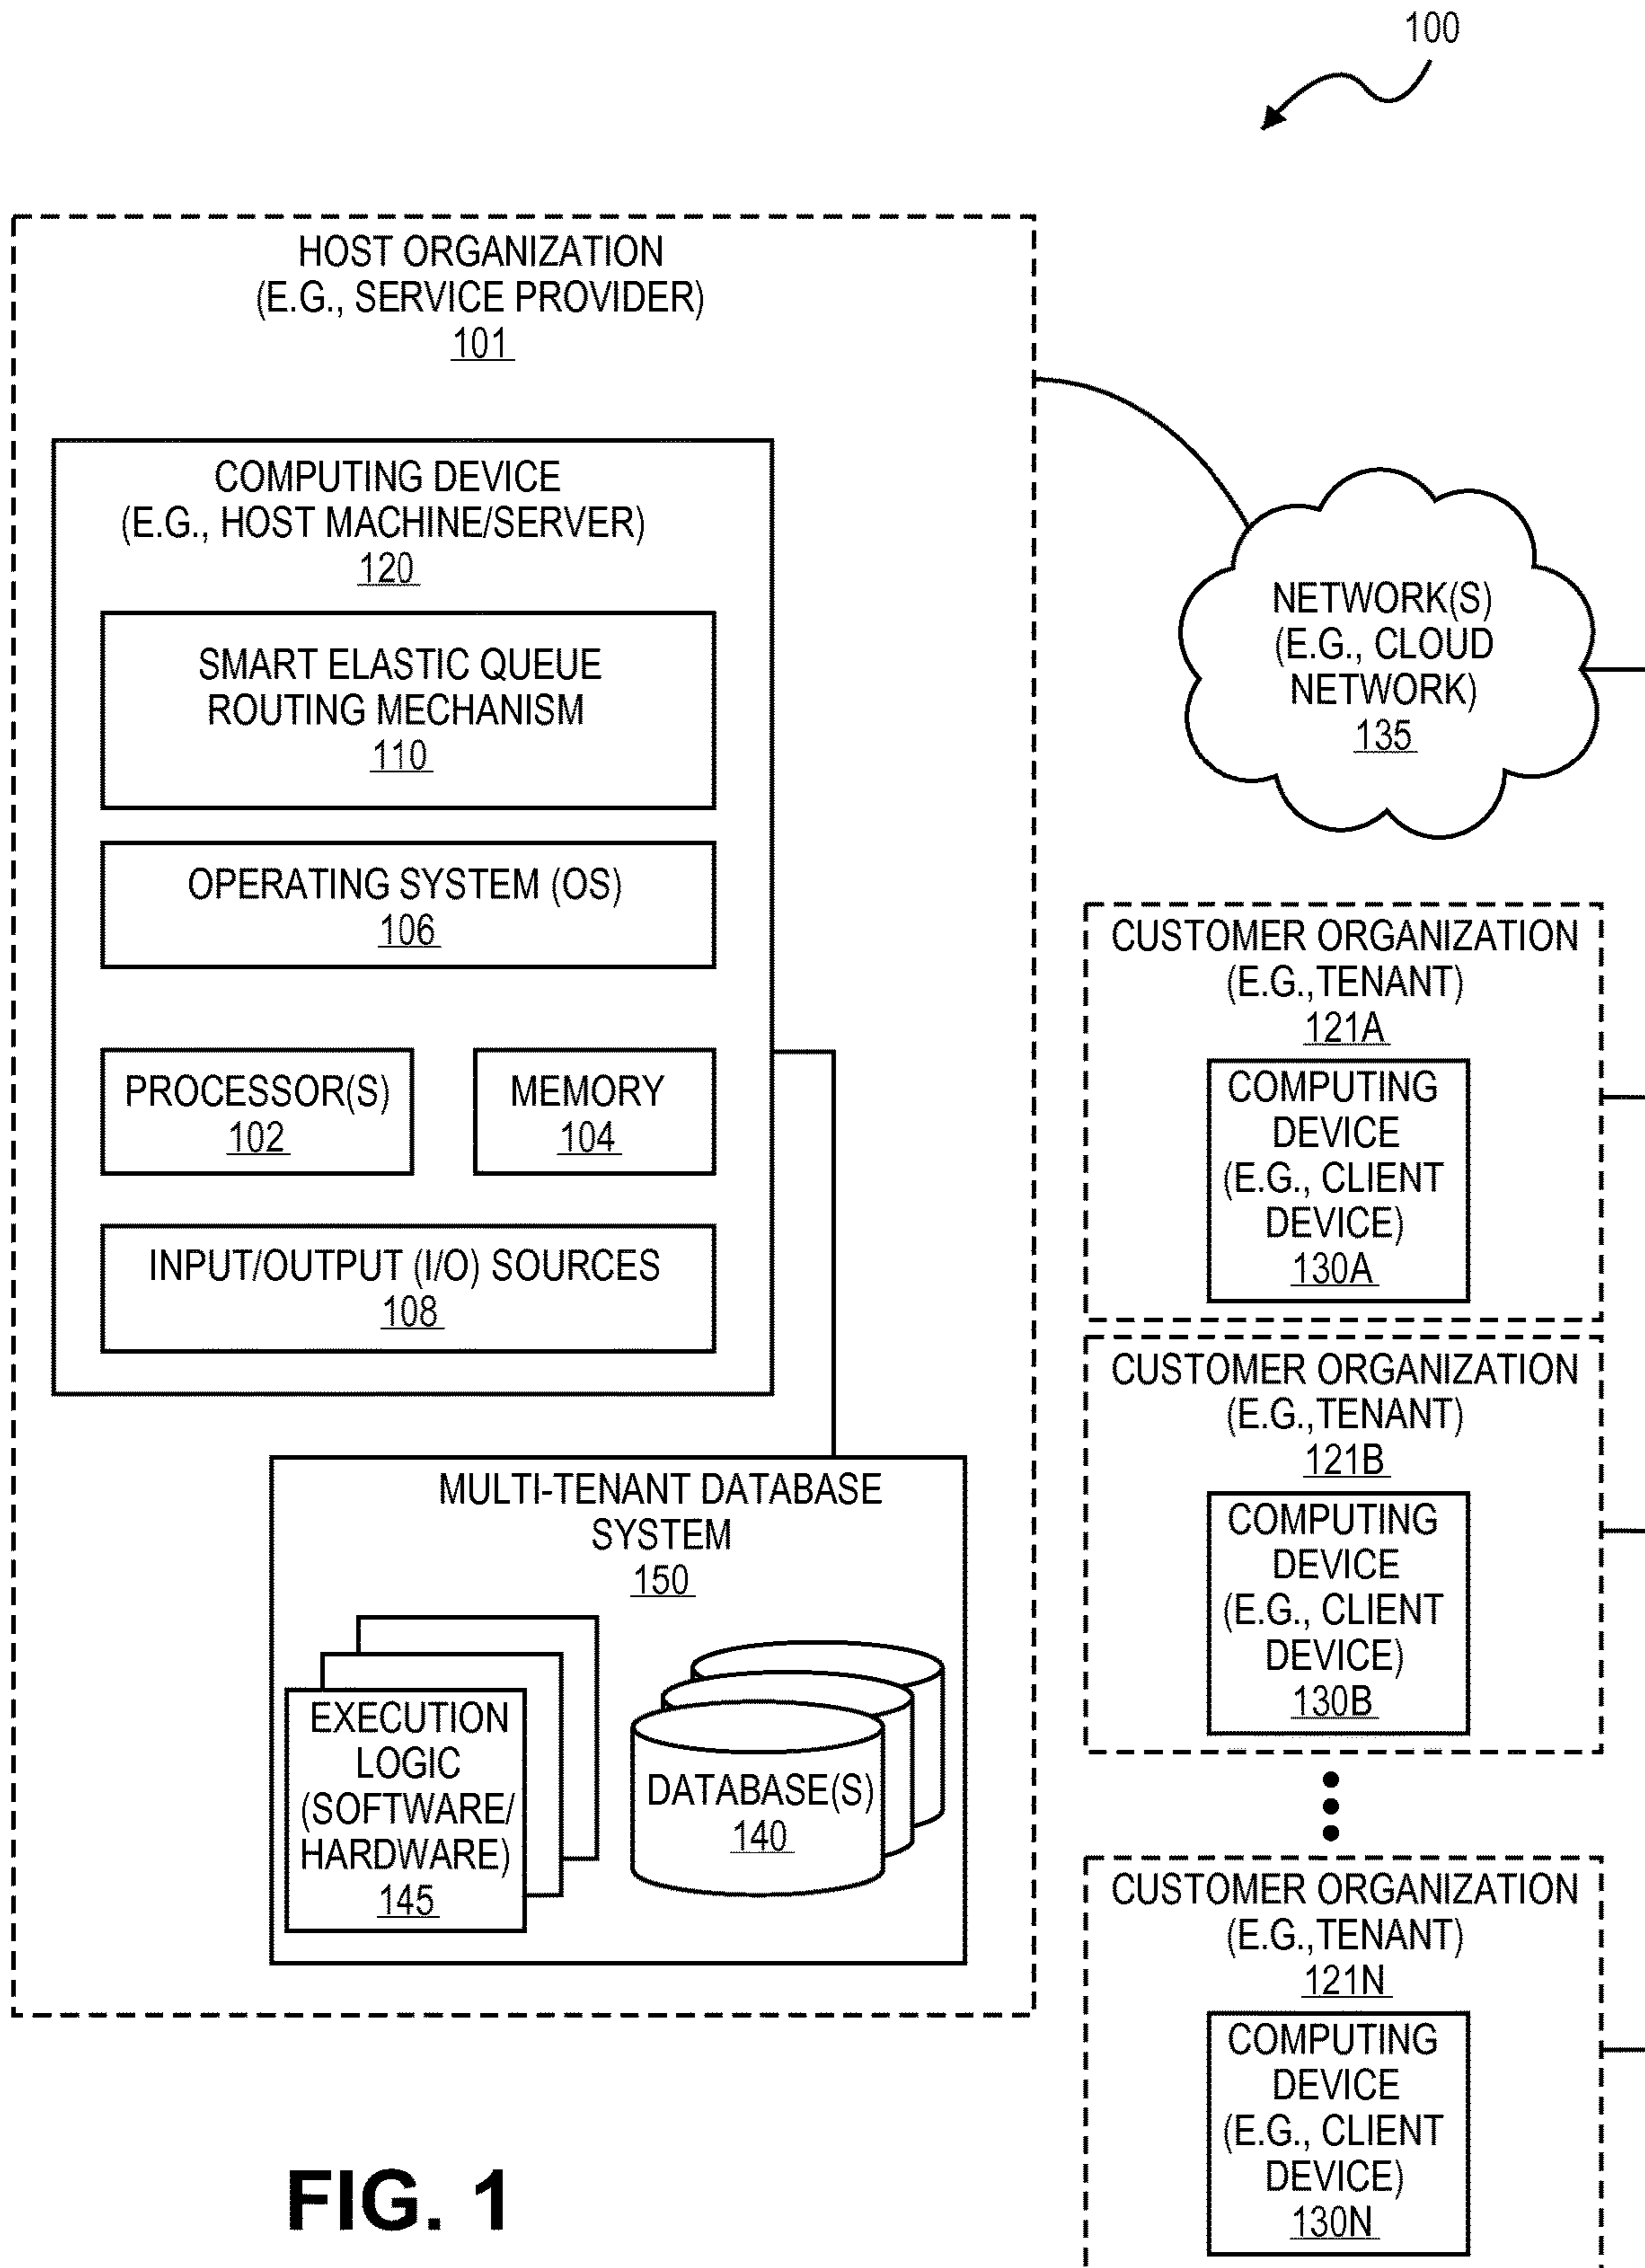 100
HOST ORGANIZATION
(E.G., SERVICE PROVIDER)
101
COMPUTING DEVICE
(E.G., HOST MACHINE/SERVER)
120
SMART ELASTIC QUEUE
ROUTING MECHANISM
110
OPERATING SYSTEM (OS)
106
PROCESSOR(S)
102
MEMORY
104
INPUT/OUTPUT (I/O) SOURCES
108
MULTI-TENANT DATABASE
SYSTEM
150
EXECUTION
LOGIC
(SOFTWARE/
HARDWARE)
145
DATABASE(S)
140
NETWORK(S)
(E.G., CLOUD
NETWORK)
135
CUSTOMER ORGANIZATION
(E.G.,TENANT)
121A
COMPUTING
DEVICE
(E.G., CLIENT
DEVICE)
130A
CUSTOMER ORGANIZATION
(E.G.,TENANT)
121B
COMPUTING
DEVICE
(E.G., CLIENT
DEVICE)
130B
CUSTOMER ORGANIZATION
(E.G.,TENANT)
121N
COMPUTING
DEVICE
(E.G., CLIENT
DEVICE)
130N
FIG. 1